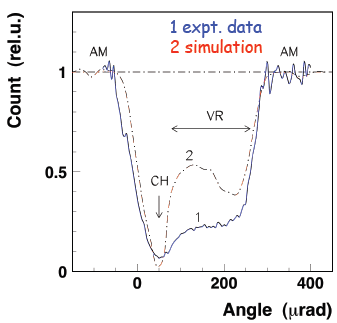 1 expt. data
2 simulation
AM
AM
VR
CH
2
1
Count (rel.u.)
1
0.5
0
0
200
400
Angle (μrad)